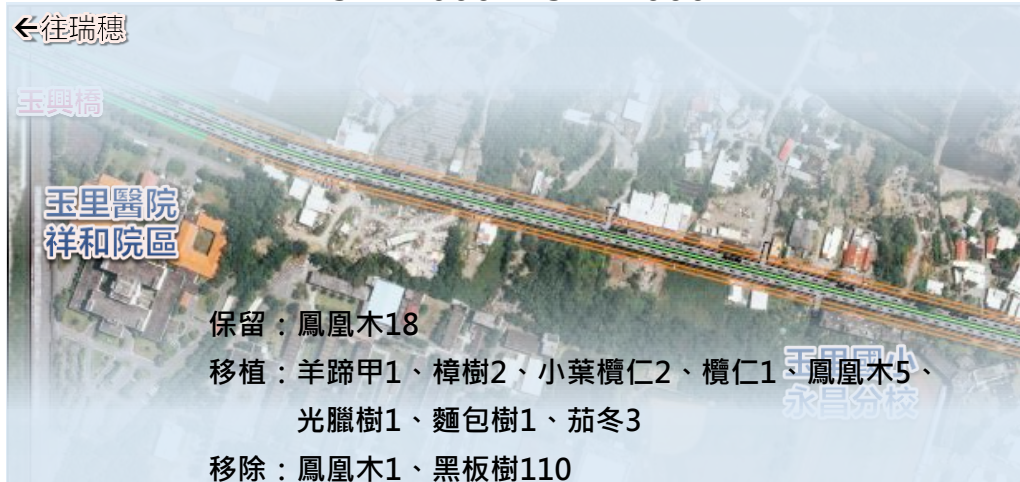 ←往瑞穗
玉興橋
玉里醫院
祥和院區
保留：鳳凰木18
移植：羊蹄甲1、樟樹2、小葉欖仁2、欖仁1、鳳凰木5、
光臘樹1、麵包樹1、茄冬3
玉里國小
永昌分校
移除：鳳凰木1、黑板樹110